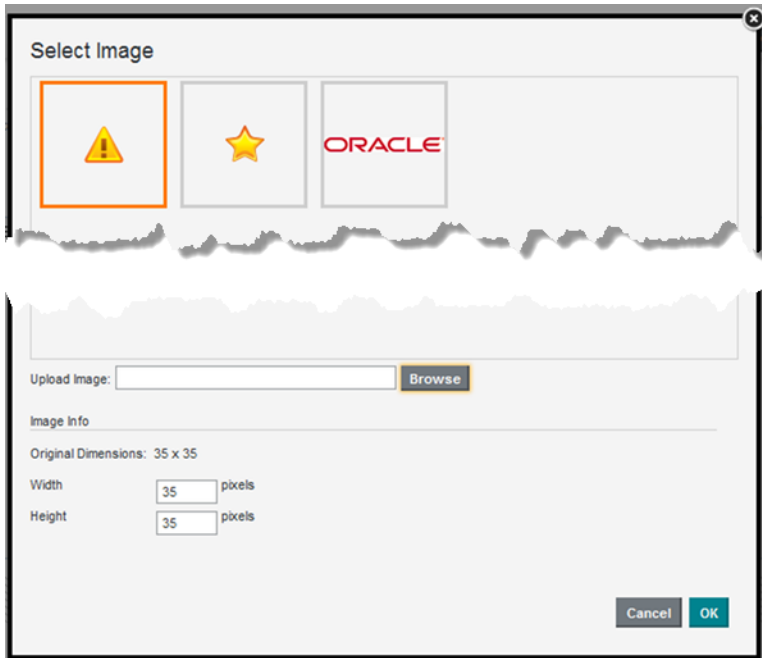 Select Image
ORACLE
Upload Image:
Browse
Image Info
Original Dimensions: 35 x 35
Width 35 pixels
Height 35 pixels
Cancel OK